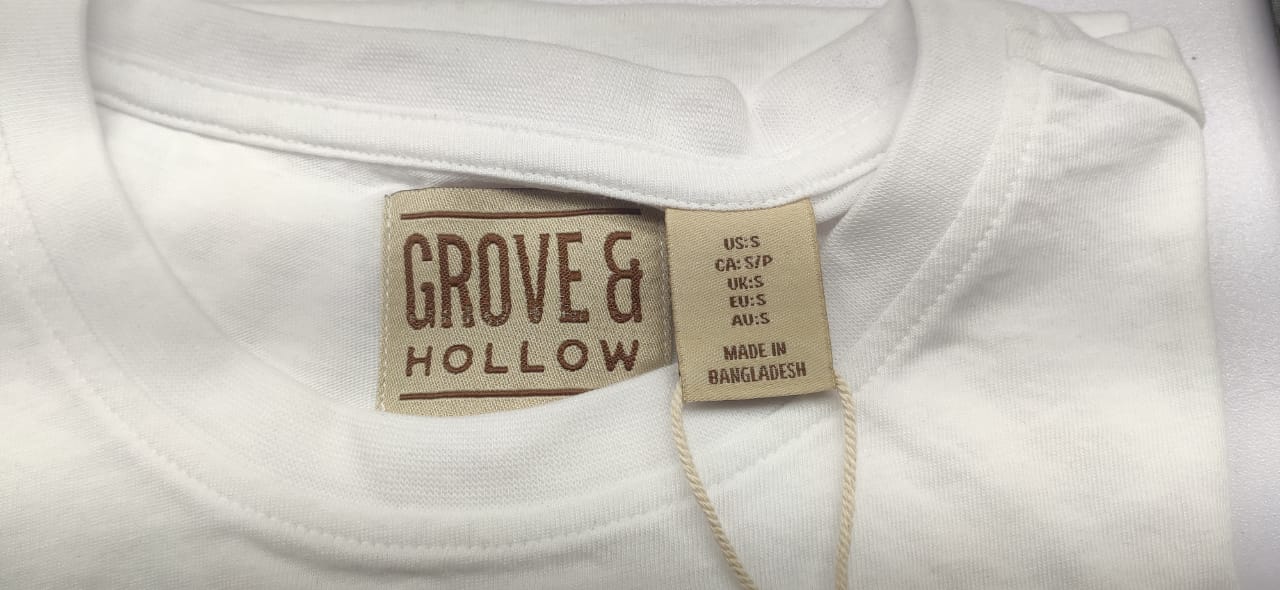 GROVE &
HOLLOW
US:S
CA: S/P
UK:S
EU:S
AU:S
MADE IN
BANGLADESH